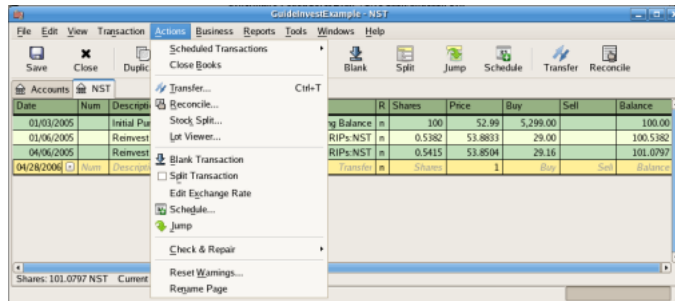 GuideInvestExample - NST
File Edit View Transaction Actions Business Reports Tools Windows Help
Save Close Duplic Blank Split Jump Schedule Transfer Reconcile
Accounts NST
Date Num Descripti R Shares Price Buy Sell Balance
01/03/2005 Initial Pur ng Balance n 100 52.99 5,299.00 100.00
01/06/2005 Reinvest RIPs:NST n 0.5382 53.8833 29.00 100.5382
04/06/2005 Reinvest RIPs:NST n 0.5415 53.8504 29.16 101.0797
04/28/2006 Num Descripti Transfer n Shares 1 Buy Sell Balance
Scheduled Transactions
Close Books
Transfer... Ctrl+T
Reconcile...
Stock Split...
Lot Viewer...
Blank Transaction
Split Transaction
Edit Exchange Rate
Schedule...
Jump
Check & Repair
Reset Warnings...
Rename Page
Shares: 101.0797 NST Current